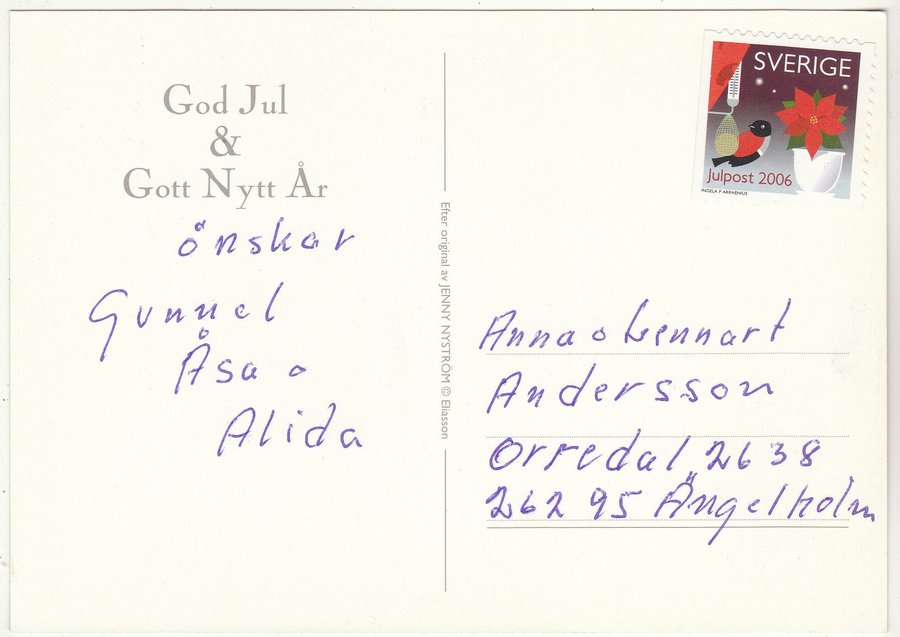 God Jul
&
Gott Nytt År
önskar
Gunnel
Åsa o
Alida
Efter original av JENNY NYSTRÖM © Eliasson
SVERIGE
Julpost 2006
INGELA P ARRHENIUS
Anna o Lennart
Andersson
Orredal 2638
262 95 Ängelholm